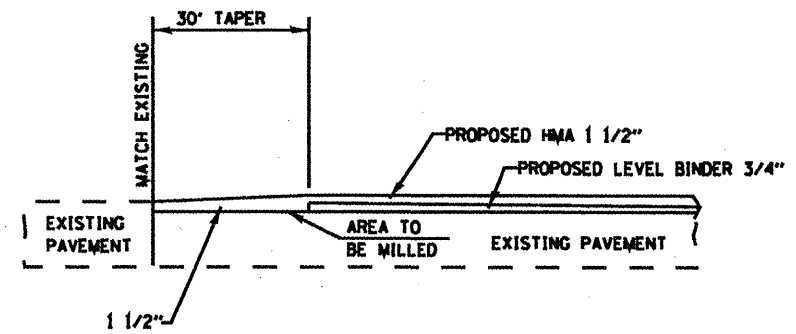 30' TAPER
MATCH EXISTING
PROPOSED HMA 1 1/2"
PROPOSED LEVEL BINDER 3/4"
EXISTING
PAVEMENT
AREA TO
BE MILLED
EXISTING PAVEMENT
1 1/2"